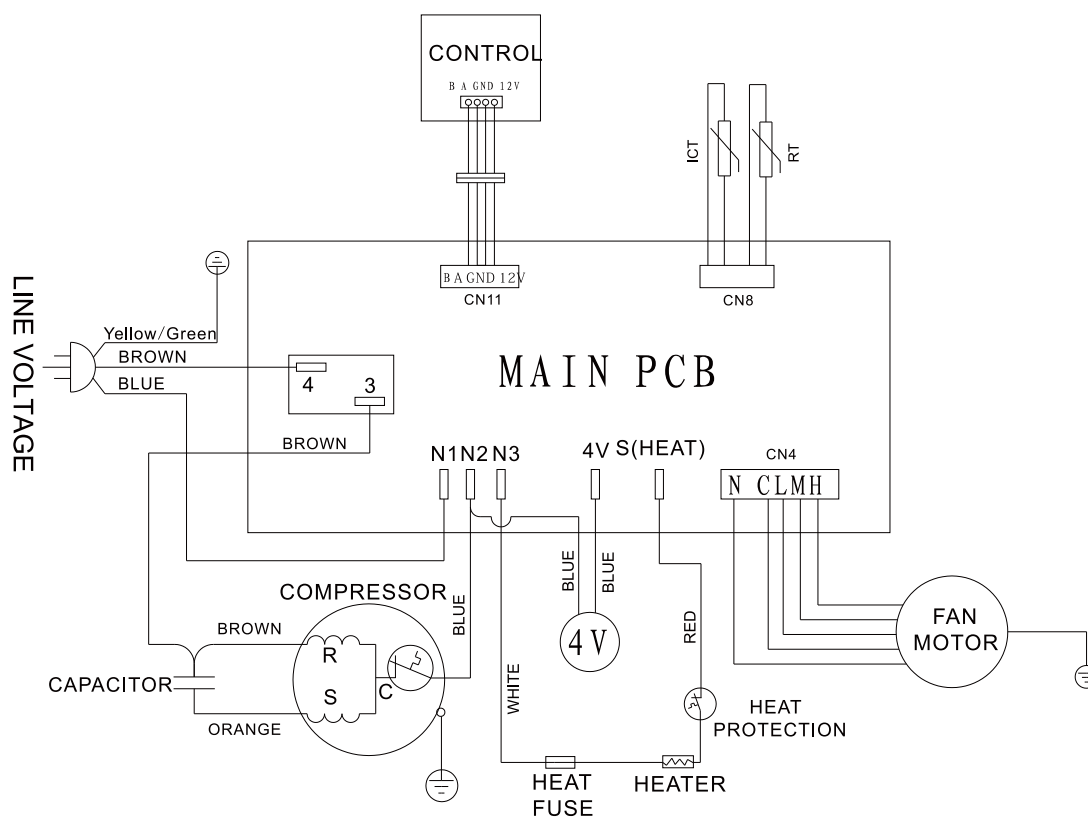 CONTROL
B A GND 12V
ICT
RT
B A GND 12V
CN11
CN8
LINE VOLTAGE
Yellow/Green
BROWN
BLUE
4
3
MAIN PCB
BROWN
N1 N2 N3
4V
S(HEAT)
CN4
N CLMH
COMPRESSOR
BROWN
R
S
C
CAPACITOR
ORANGE
BLUE
WHITE
BLUE
BLUE
4V
RED
FAN
MOTOR
HEAT
PROTECTION
HEAT
FUSE
HEATER